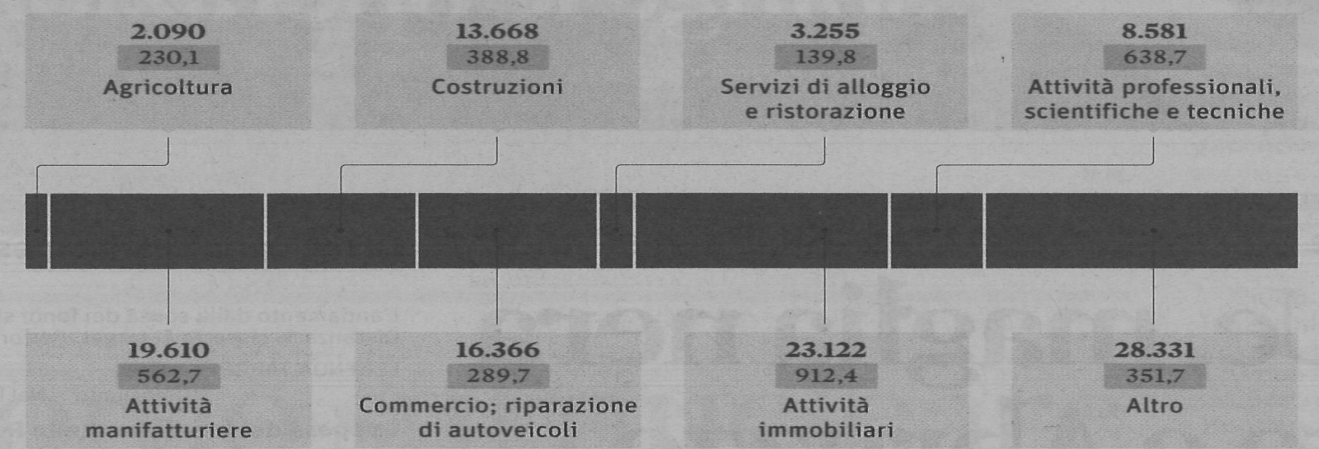 2.090
230,1
Agricoltura
13.668
388,8
Costruzioni
3.255
139,8
Servizi di alloggio
e ristorazione
8.581
638,7
Attività professionali,
scientifiche e tecniche
19.610
562,7
Attività
manifatturiere
16.366
289,7
Commercio; riparazione
di autoveicoli
23.122
912,4
Attività
immobiliari
28.331
351,7
Altro